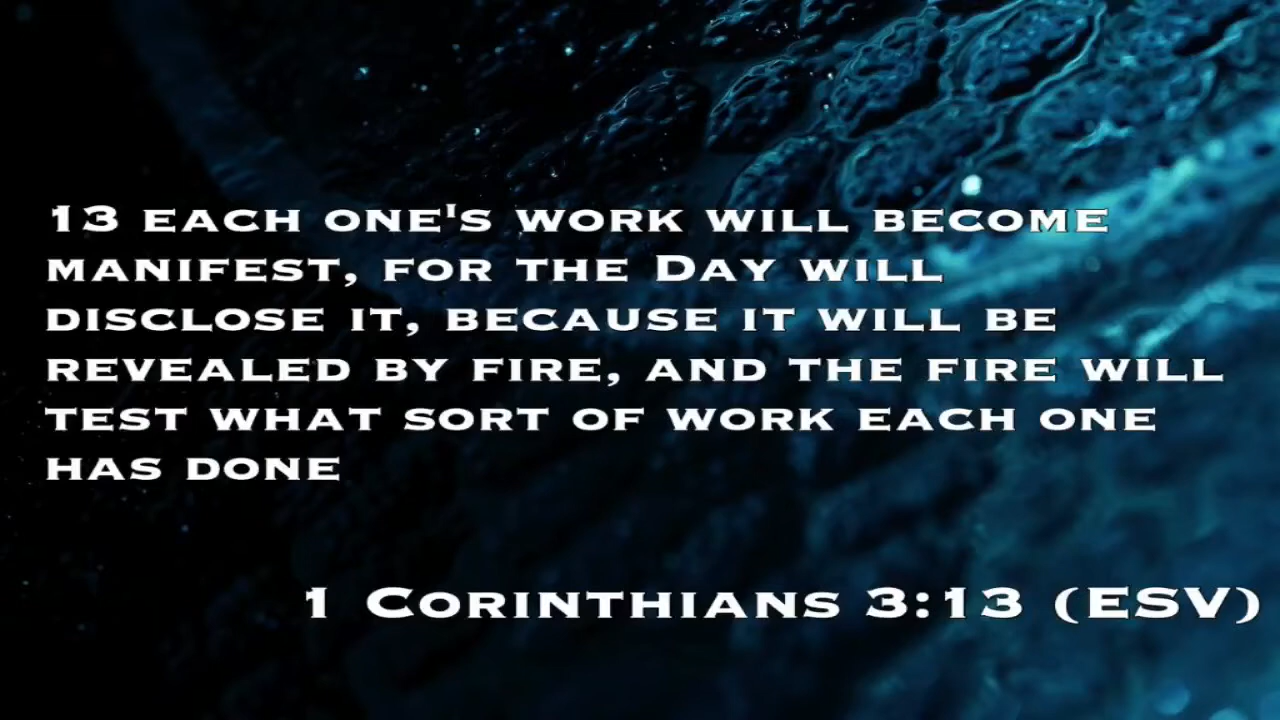 13 each one's work will become
manifest, for the Day will
disclose it, because it will be
revealed by fire, and the fire will
test what sort of work each one
has done
1 Corinthians 3:13 (ESV)